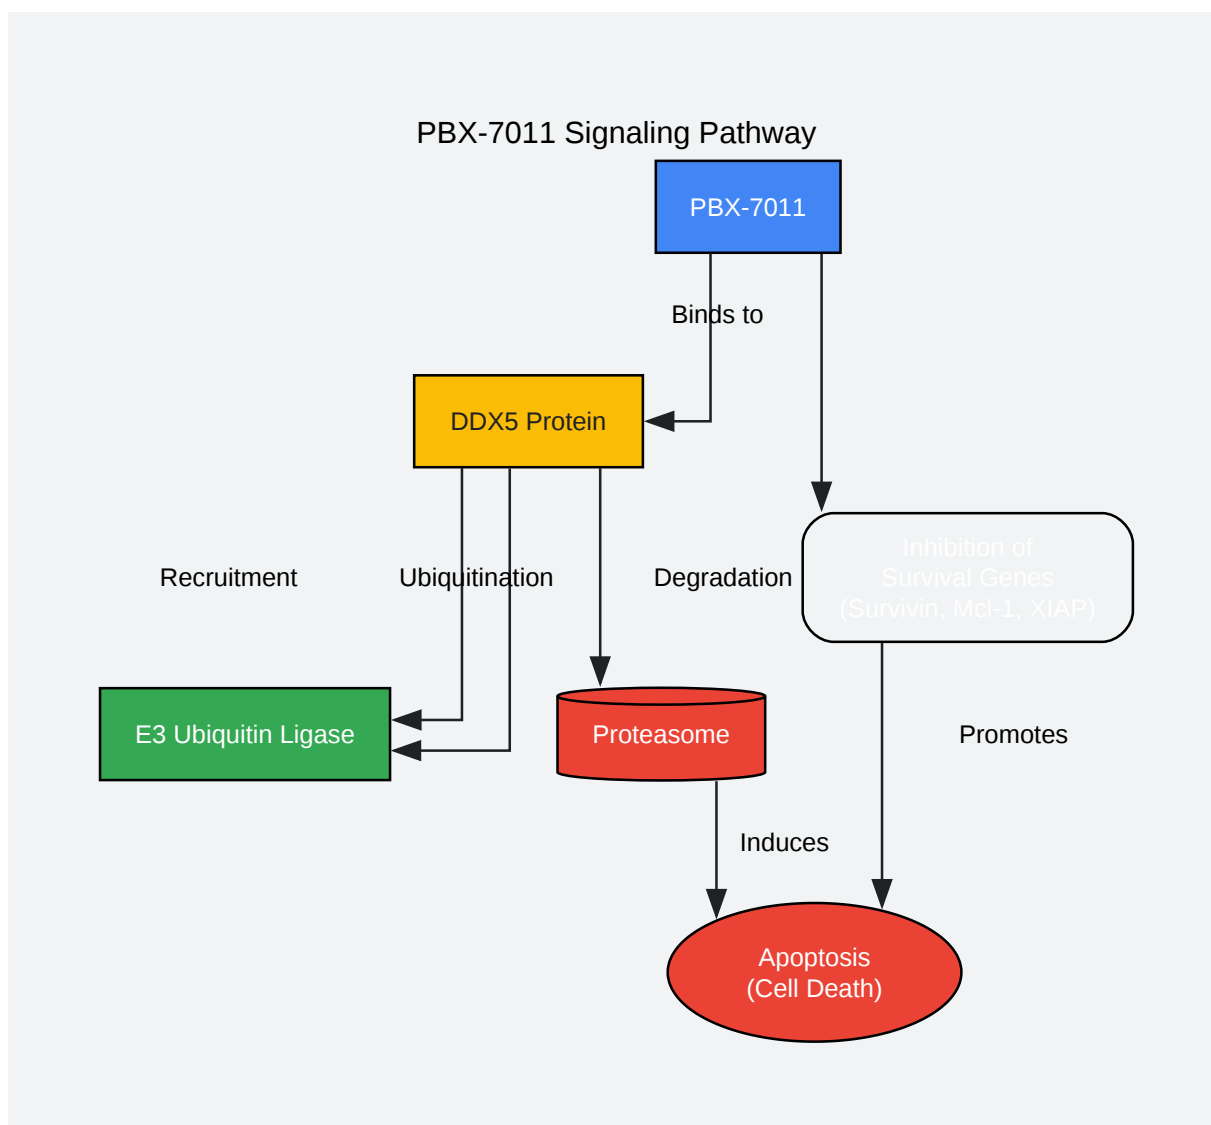 PBX-7011 Signaling Pathway
PBX-7011
Binds to
DDX5 Protein
Inhibition of
Survival Genes
(Survivin, Mcl-1, XIAP)
Recruitment
Ubiquitination
Degradation
E3 Ubiquitin Ligase
Proteasome
Promotes
Induces
Apoptosis
(Cell Death)